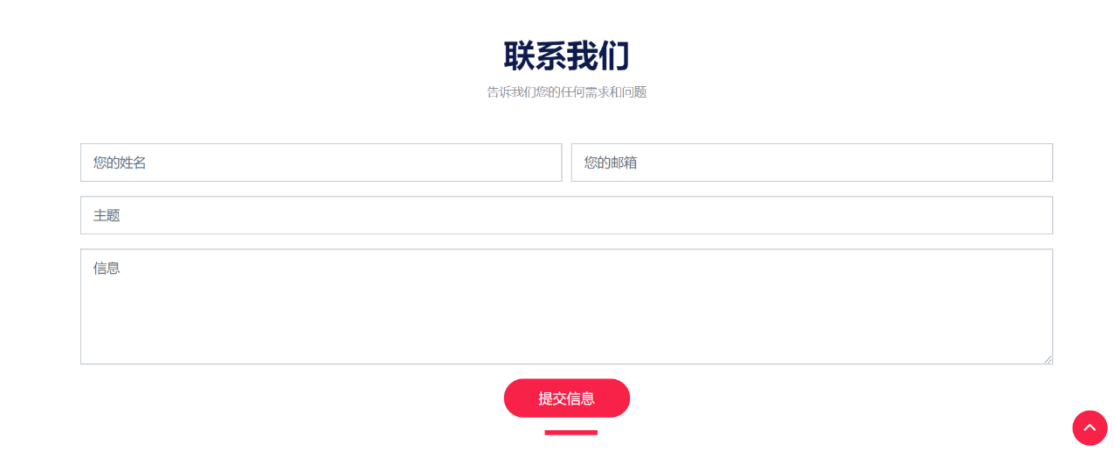 联系我们
告诉我们您的任何需求和问题
您的姓名
您的邮箱
主题
信息
提交信息